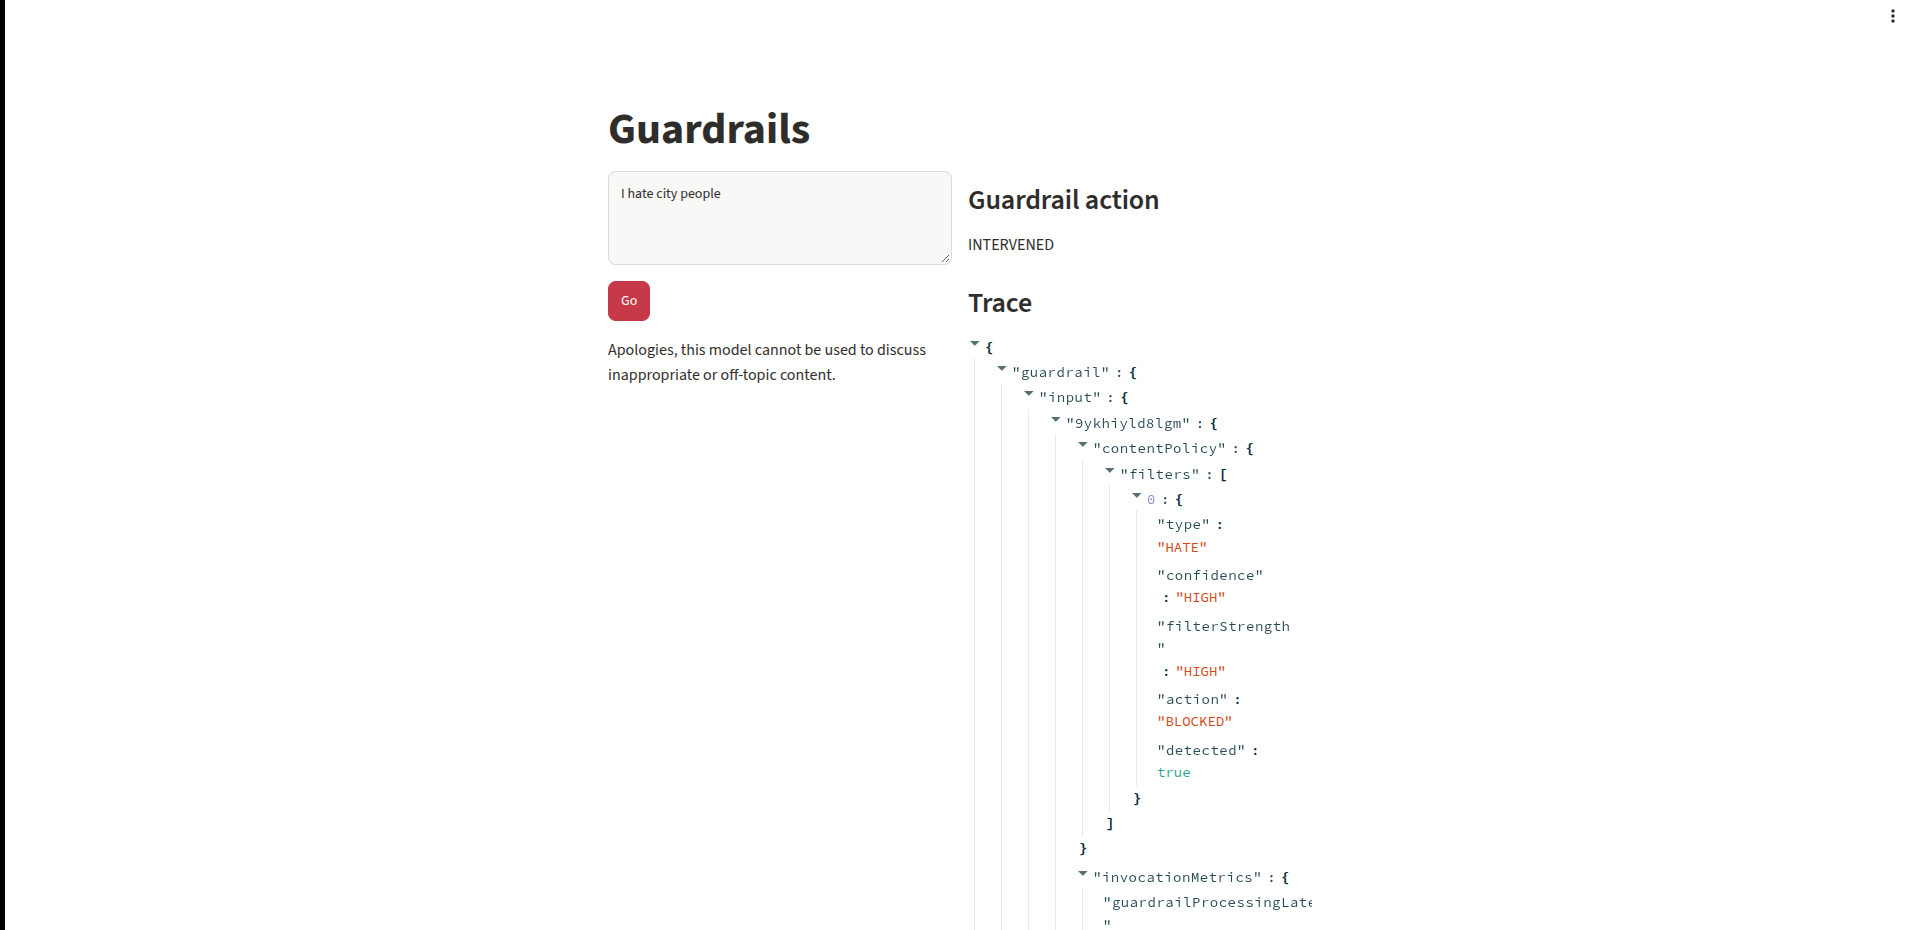 Guardrails
I hate city people
Go
Apologies, this model cannot be used to discuss
inappropriate or off-topic content.
Guardrail action
INTERVENED
Trace
{
"guardrail" : {
"input" : {
"9ykhiyld8lgm" : {
"contentPolicy" : {
"filters" : [
0 : {
"type" :
"HATE"
"confidence"
: "HIGH"
"filterStrength
"
: "HIGH"
"action" :
"BLOCKED"
"detected" :
true
}
]
}
"invocationMetrics" : {
"guardrailProcessingLate
"